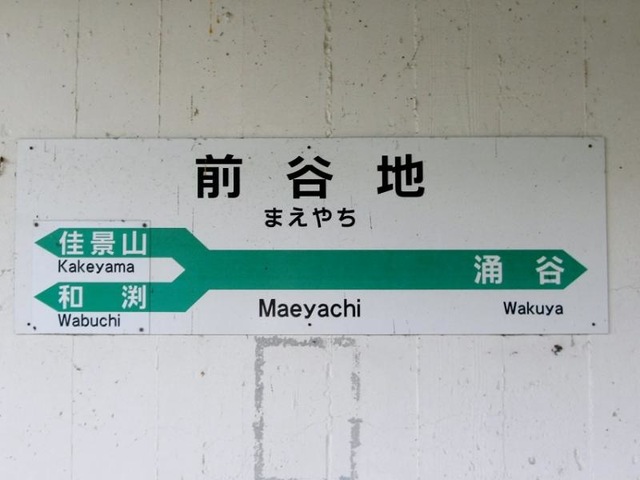 前谷地
まえやち
佳景山
Kakeyama
和渕
Wabuchi
Maeyachi
涌谷
Wakuya